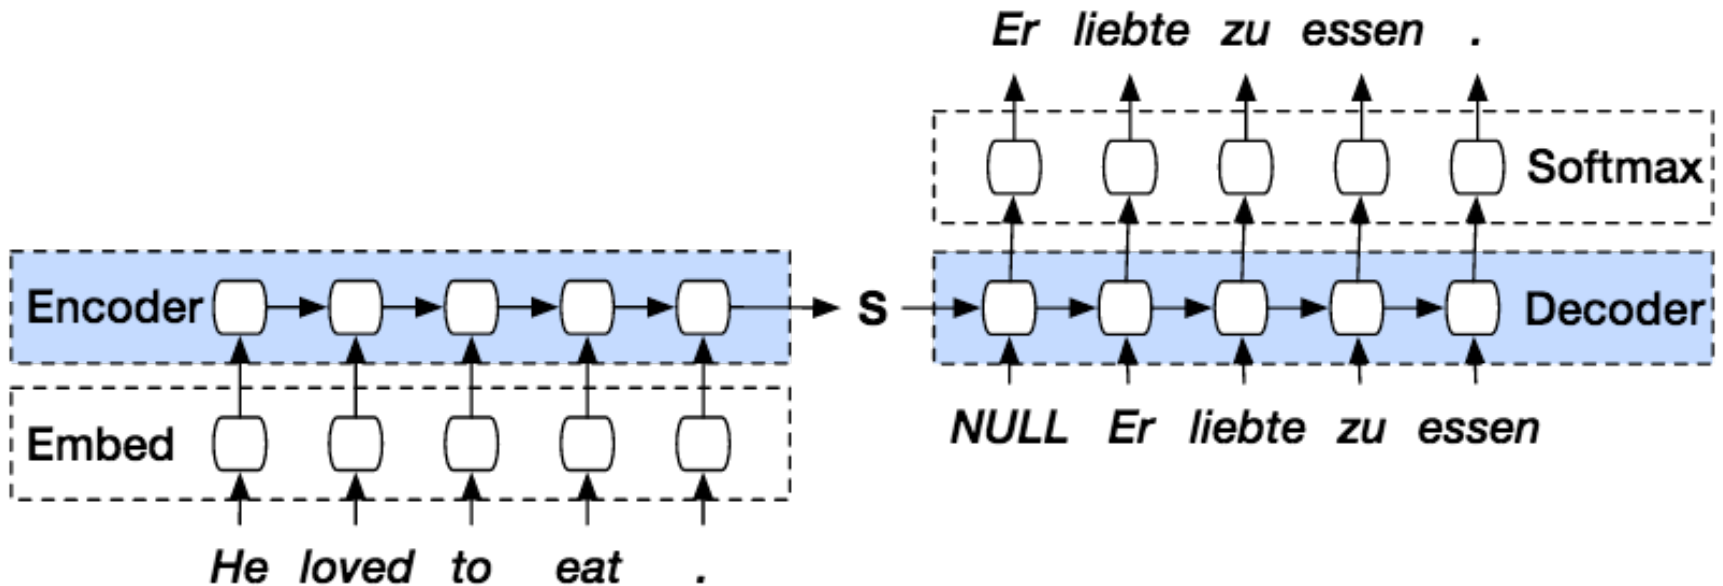 Er liebte zu essen .
Softmax
Encoder
S
Decoder
NULL Er liebte zu essen
Embed
He loved to eat .